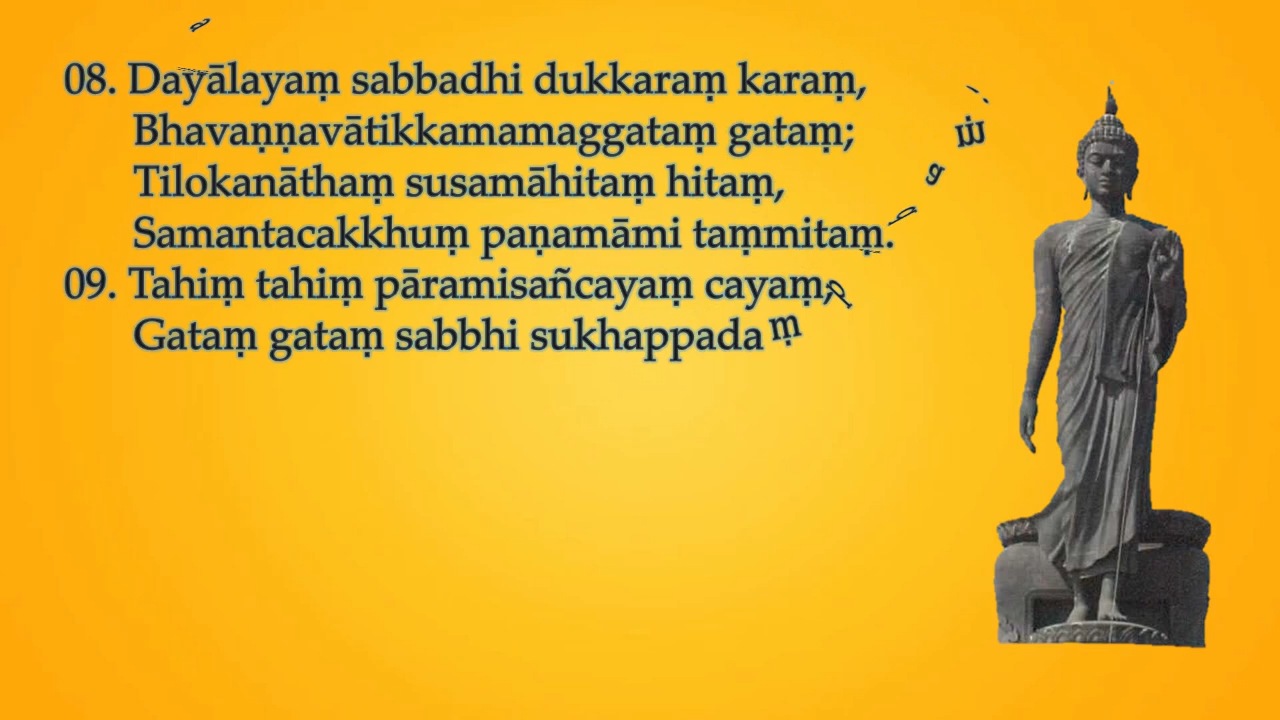 08. Dayālayaṃ sabbadhi dukkaraṃ karaṃ,
Bhavaṇṇavātikkamamaggataṃ gataṃ;
Tilokanāthaṃ susamāhitaṃ hitaṃ,
Samantacakkhuṃ paṇamāmi taṃmitaṃ.
09. Tahiṃ tahiṃ pāramisañcayaṃ cayaṃ,
Gataṃ gataṃ sabbhi sukhappadaṃ